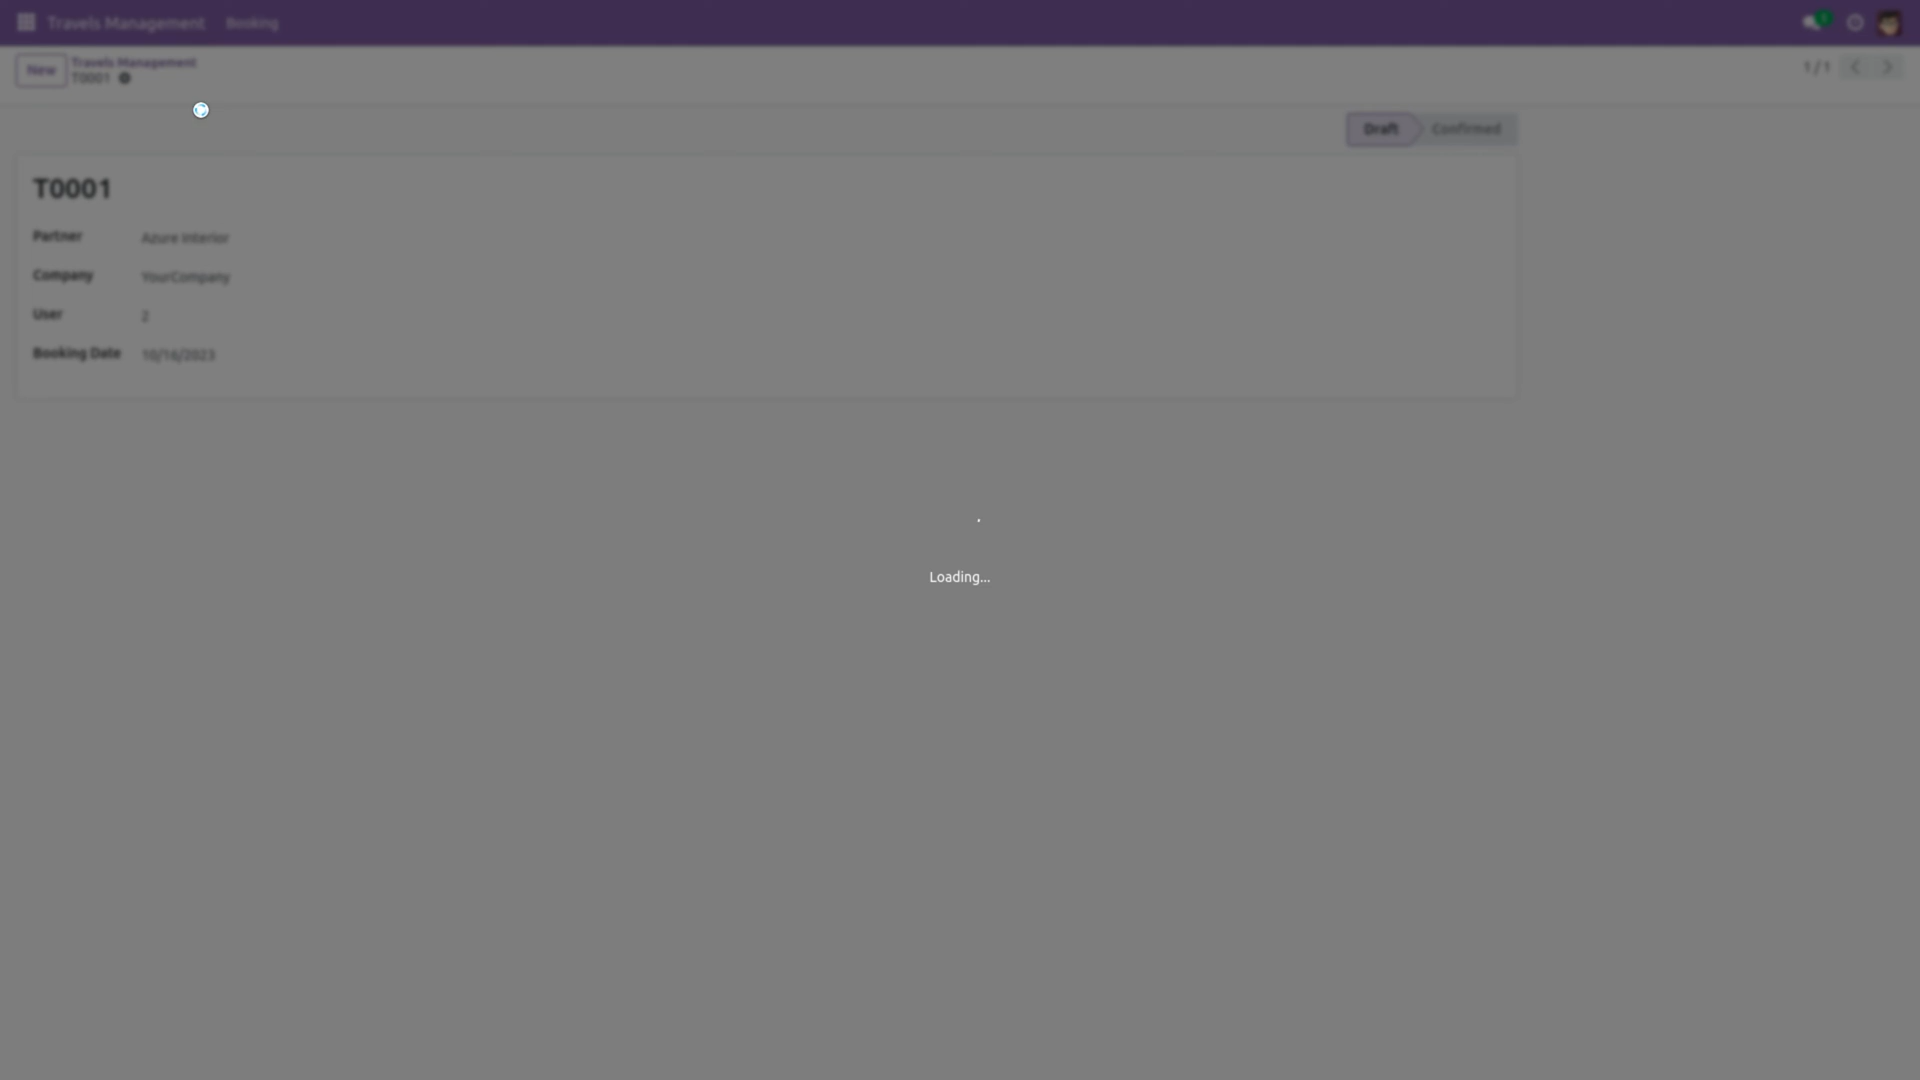 Travels Management Booking
New Travels Management
T0001
1 / 1
Draft Confirmed
T0001
Partner Azure Interior
Company YourCompany
User 2
Booking Date 10/16/2023
Loading...